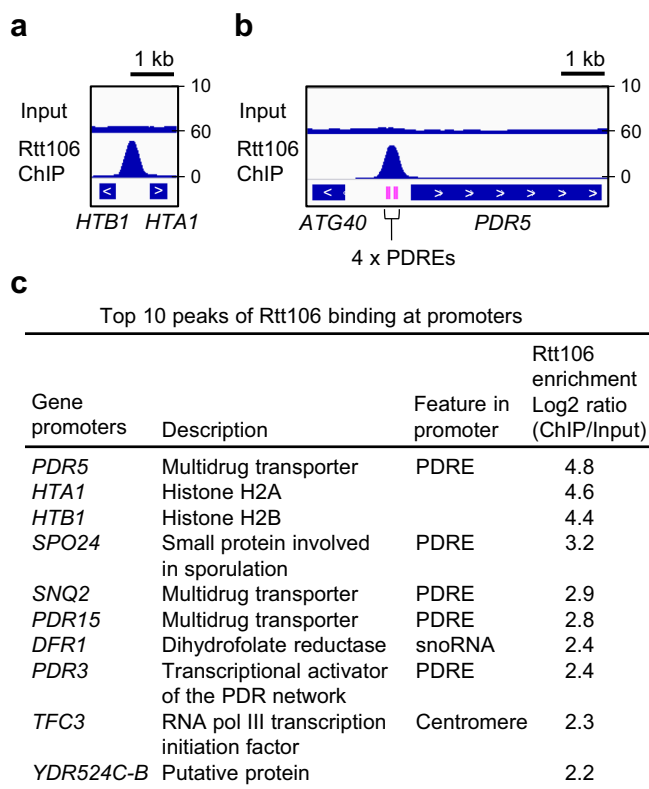 a
1 kb
Input
10
60
Rtt106
ChIP
0
<
>
HTB1 HTA1
b
1 kb
Input
10
60
Rtt106
ChIP
0
< > > > > > >
ATG40 PDR5
4 x PDREs
c
Top 10 peaks of Rtt106 binding at promoters
Gene promoters Description Feature in promoter Rtt106 enrichment Log2 ratio (ChIP/Input)
PDR5 Multidrug transporter PDRE 4.8
HTA1 Histone H2A 4.6
HTB1 Histone H2B 4.4
SPO24 Small protein involved PDRE 3.2
in sporulation
SNQ2 Multidrug transporter PDRE 2.9
PDR15 Multidrug transporter PDRE 2.8
DFR1 Dihydrofolate reductase snoRNA 2.4
PDR3 Transcriptional activator PDRE 2.4
of the PDR network
TFC3 RNA pol III transcription Centromere 2.3
initiation factor
YDR524C-B Putative protein 2.2